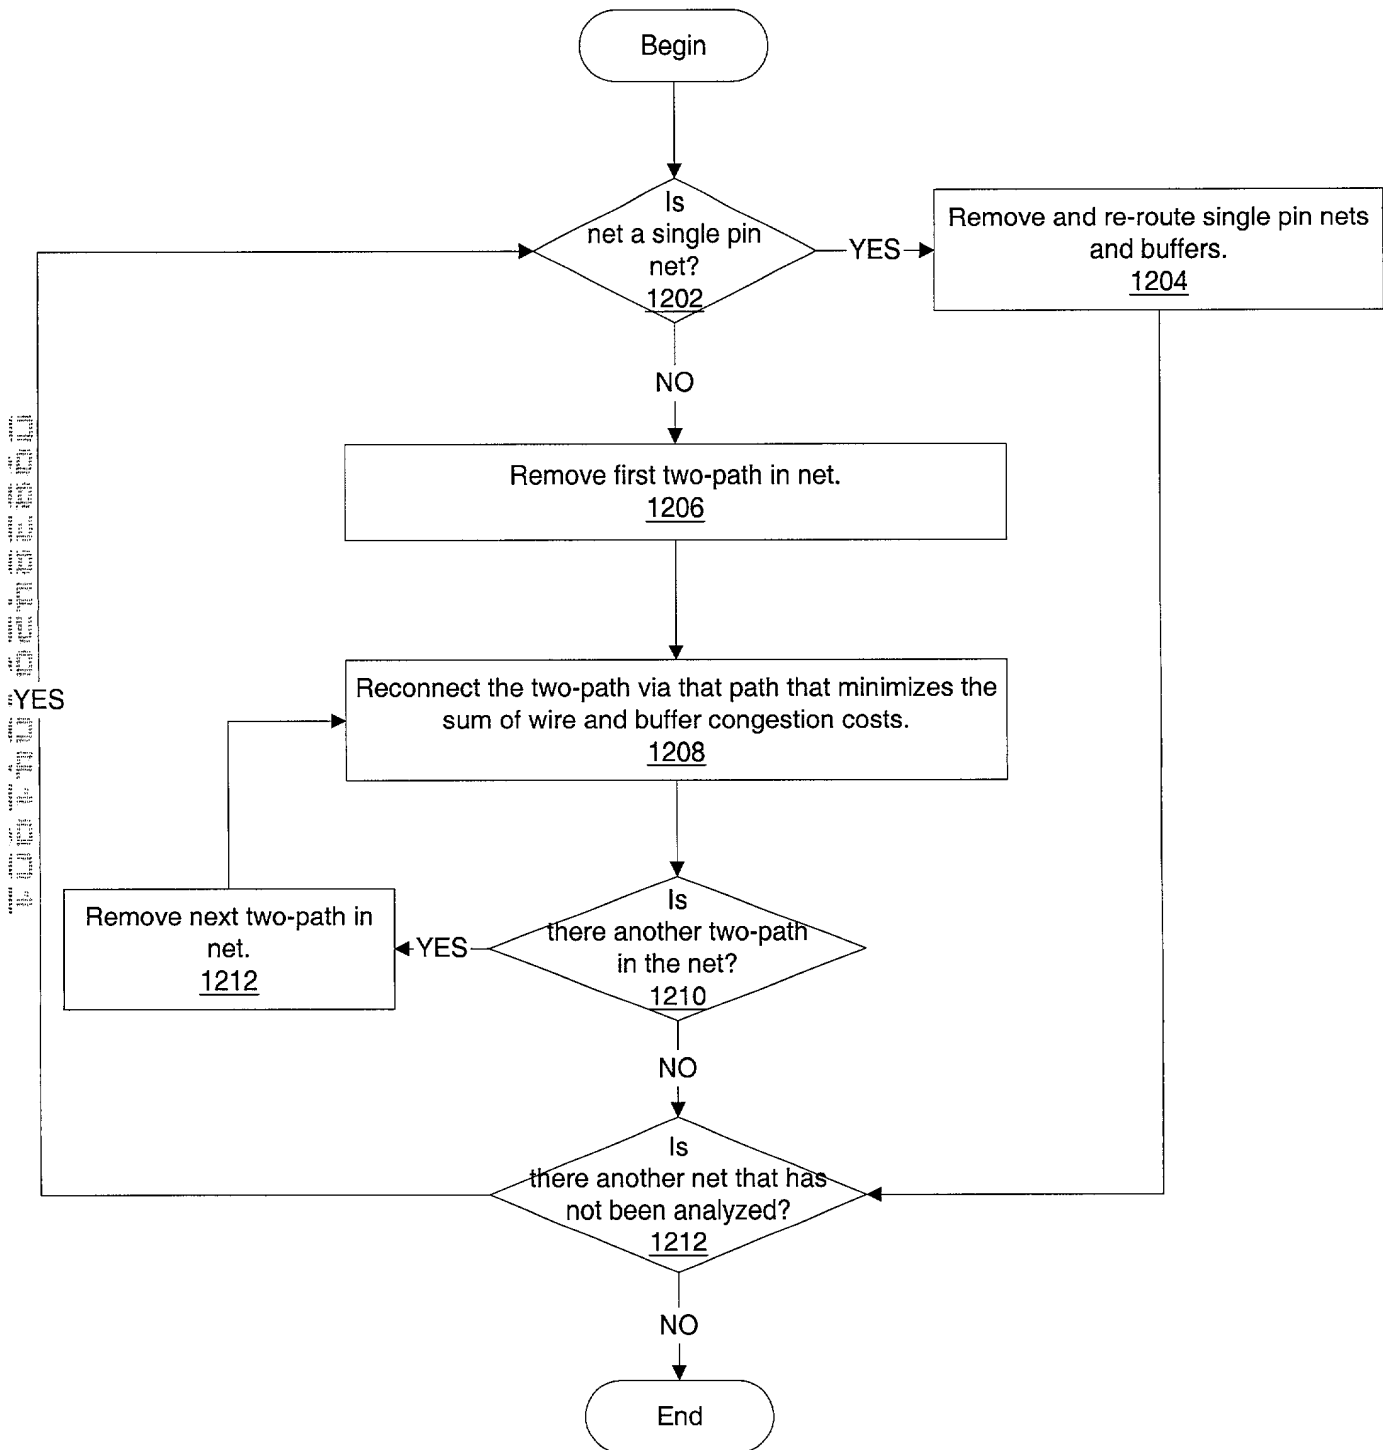 Begin
Is
net a single pin
net?
1202
YES
Remove and re-route single pin nets
and buffers.
1204
NO
Remove first two-path in net.
1206
Reconnect the two-path via that path that minimizes the
sum of wire and buffer congestion costs.
1208
YES
Is
there another two-path
in the net?
1210
YES
Remove next two-path in
net.
1212
NO
Is
there another net that has
not been analyzed?
1212
NO
End